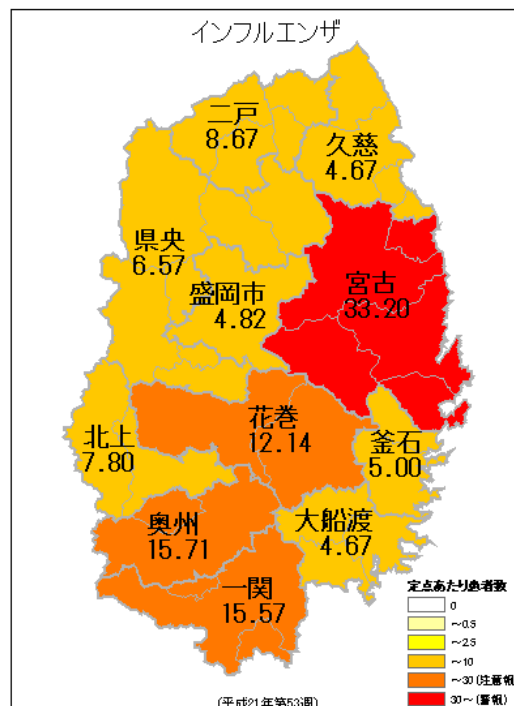 インフルエンザ
二戸
8.67
久慈
4.67
県央
6.57
宮古
33.20
盛岡市
4.82
花巻
12.14
北上
7.80
釜石
5.00
奥州
15.71
大船渡
4.67
一関
15.57
定点あたり患者数
0
～0.5
～2.5
～10
～30(注意報)
30～(警報)
(平成21年第53週)